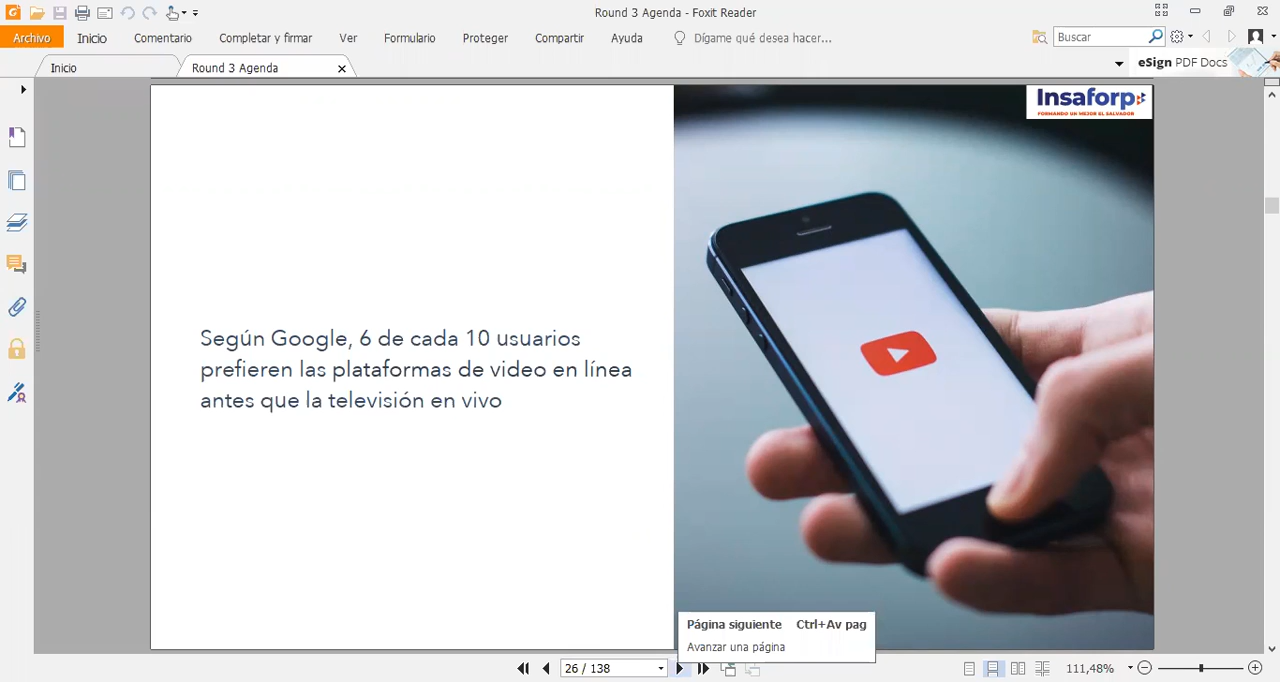 Round 3 Agenda - Foxit Reader
Archivo Inicio Comentario Completar y firmar Ver Formulario Proteger Compartir Ayuda Dígame qué desea hacer... Buscar
Inicio Round 3 Agenda eSign PDF Docs
Insaforp
FORMANDO UN MEJOR EL SALVADOR
Según Google, 6 de cada 10 usuarios
prefieren las plataformas de video en línea
antes que la televisión en vivo
Página siguiente Ctrl+Av pag
Avanzar una página
26 / 138 111,48%